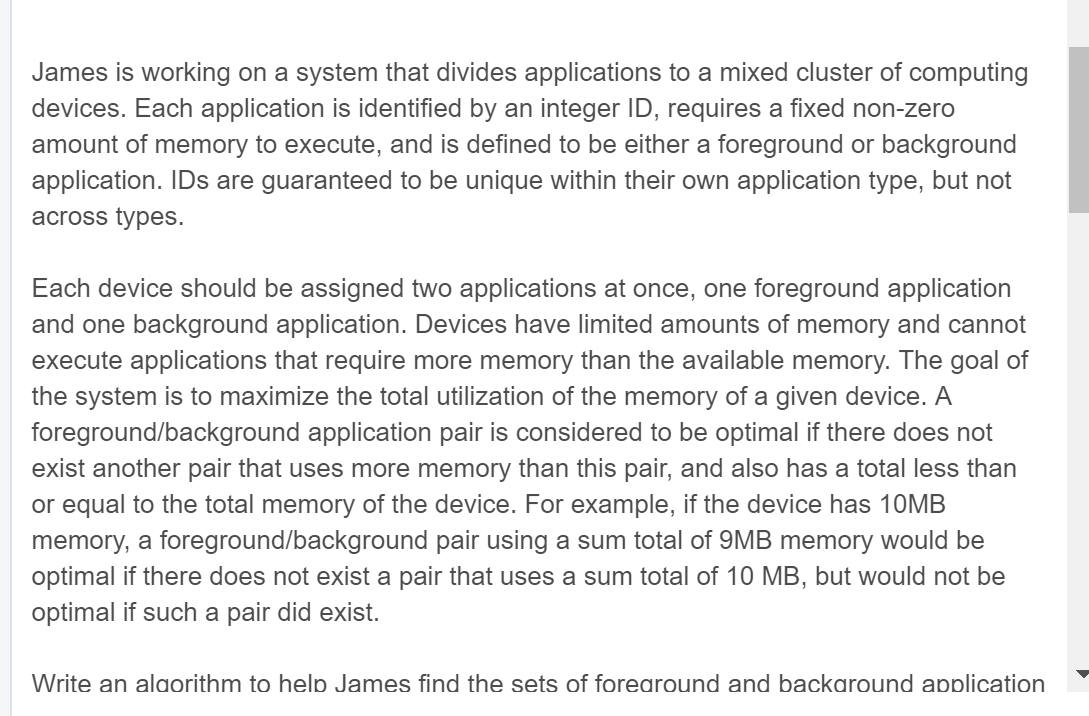 James is working on a system that divides applications to a mixed cluster of computing
devices. Each application is identified by an integer ID, requires a fixed non-zero
amount of memory to execute, and is defined to be either a foreground or background
application. IDs are guaranteed to be unique within their own application type, but not
across types.
Each device should be assigned two applications at once, one foreground application
and one background application. Devices have limited amounts of memory and cannot
execute applications that require more memory than the available memory. The goal of
the system is to maximize the total utilization of the memory of a given device. A
foreground/background application pair is considered to be optimal if there does not
exist another pair that uses more memory than this pair, and also has a total less than
or equal to the total memory of the device. For example, if the device has 10MB
memory, a foreground/background pair using a sum total of 9MB memory would be
optimal if there does not exist a pair that uses a sum total of 10 MB, but would not be
optimal if such a pair did exist.
Write an algorithm to help James find the sets of foreground and background application